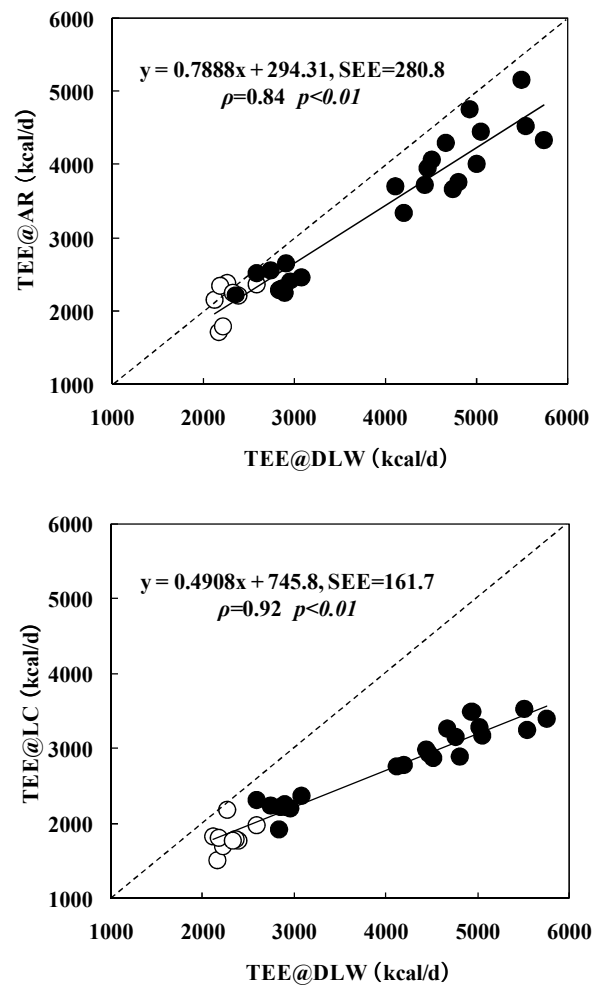 6000
5000
4000
3000
2000
1000
TEE@AR (kcal/d)
y = 0.7888x + 294.31, SEE=280.8
ρ=0.84 p<0.01
1000 2000 3000 4000 5000 6000
TEE@DLW (kcal/d)
6000
5000
4000
3000
2000
1000
TEE@LC (kcal/d)
y = 0.4908x + 745.8, SEE=161.7
ρ=0.92 p<0.01
1000 2000 3000 4000 5000 6000
TEE@DLW (kcal/d)